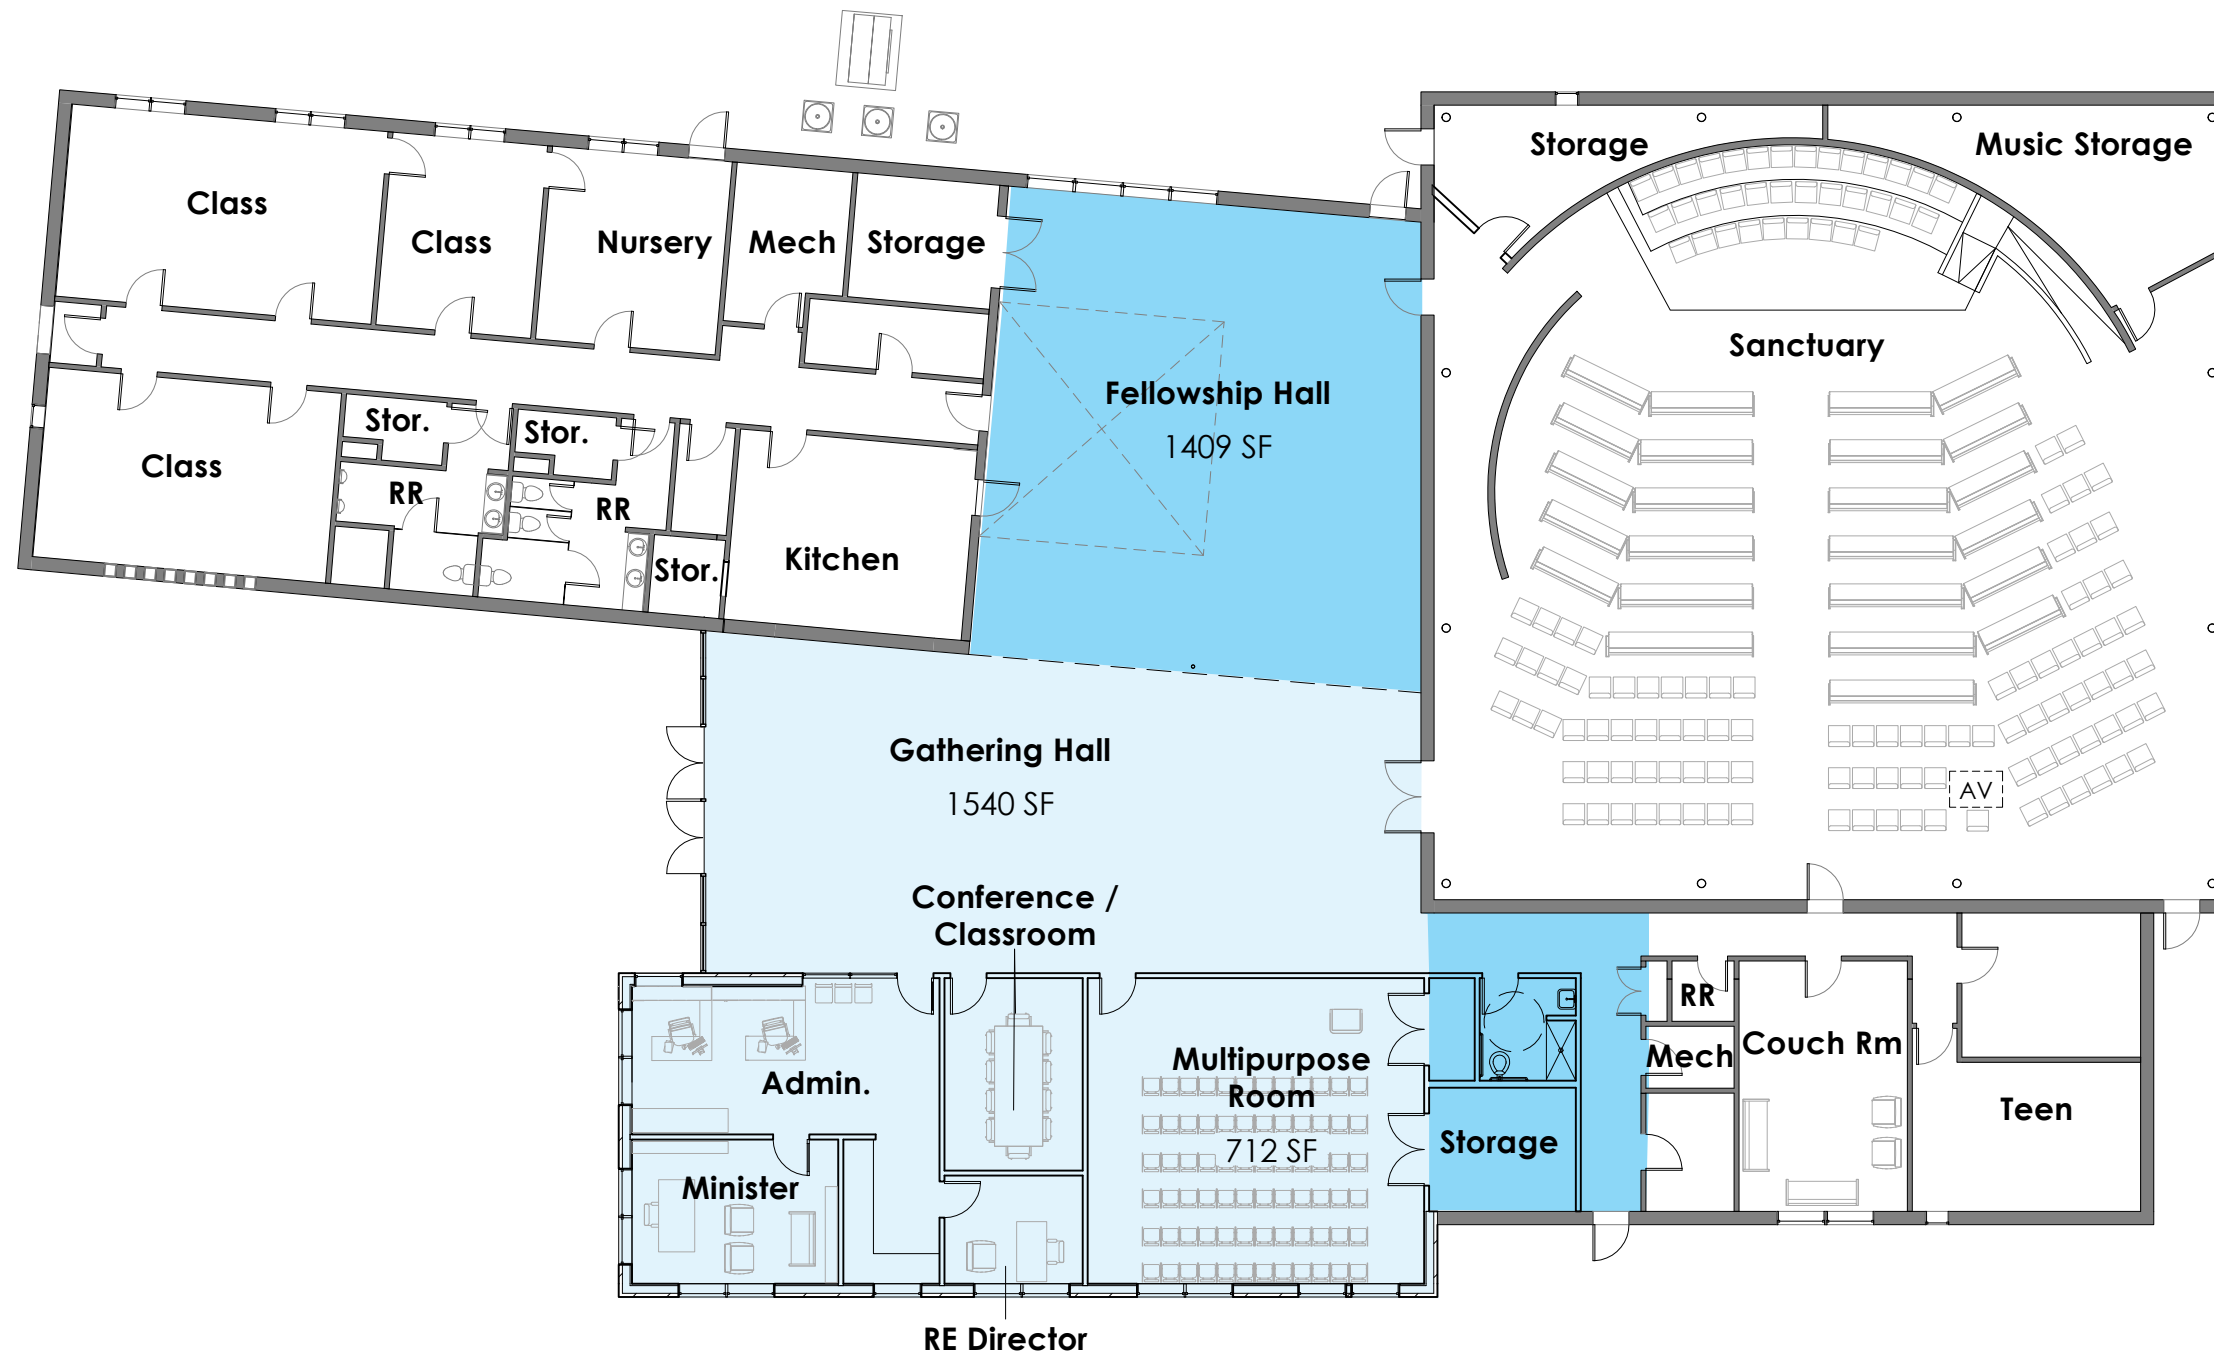 Storage
Music Storage
Class
Class
Nursery
Mech
Storage
Sanctuary
Fellowship Hall
1409 SF
Stor.
Stor.
Class
RR
RR
Kitchen
Stor.
Gathering Hall
1540 SF
AV
Conference /
Classroom
RR
Couch Rm
Mech
Multipurpose
Room
712 SF
Admin.
Teen
Storage
Minister
RE Director